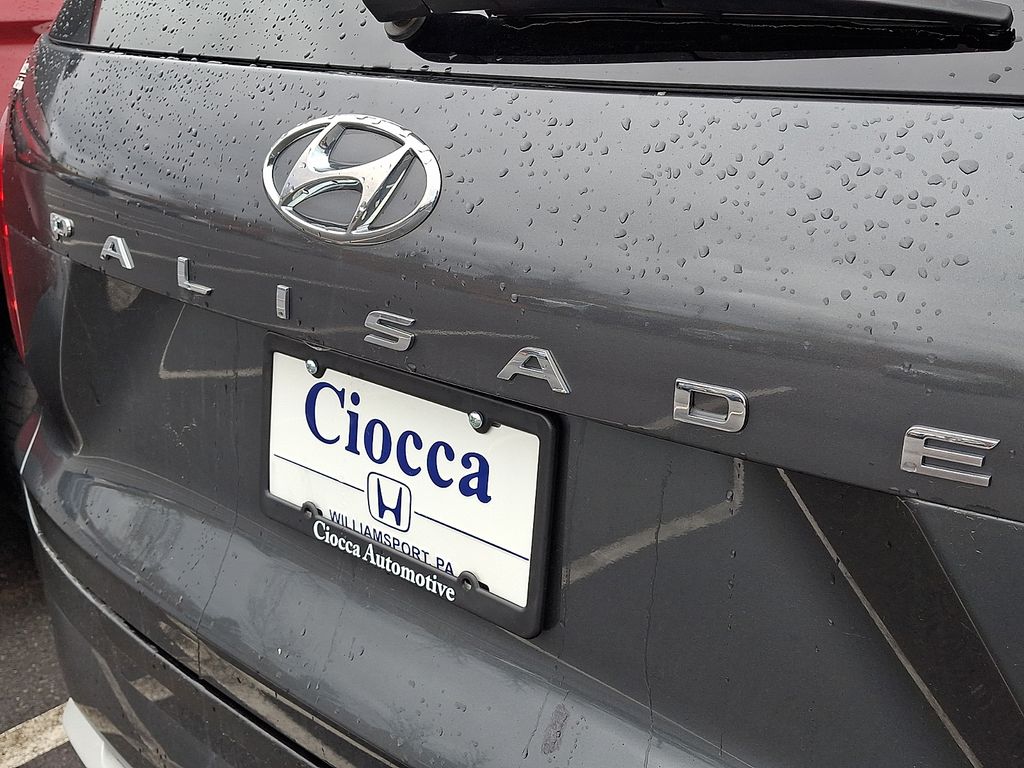 PALISADE
Ciocca
WILLIAMSPORT, PA
Ciocca Automotive